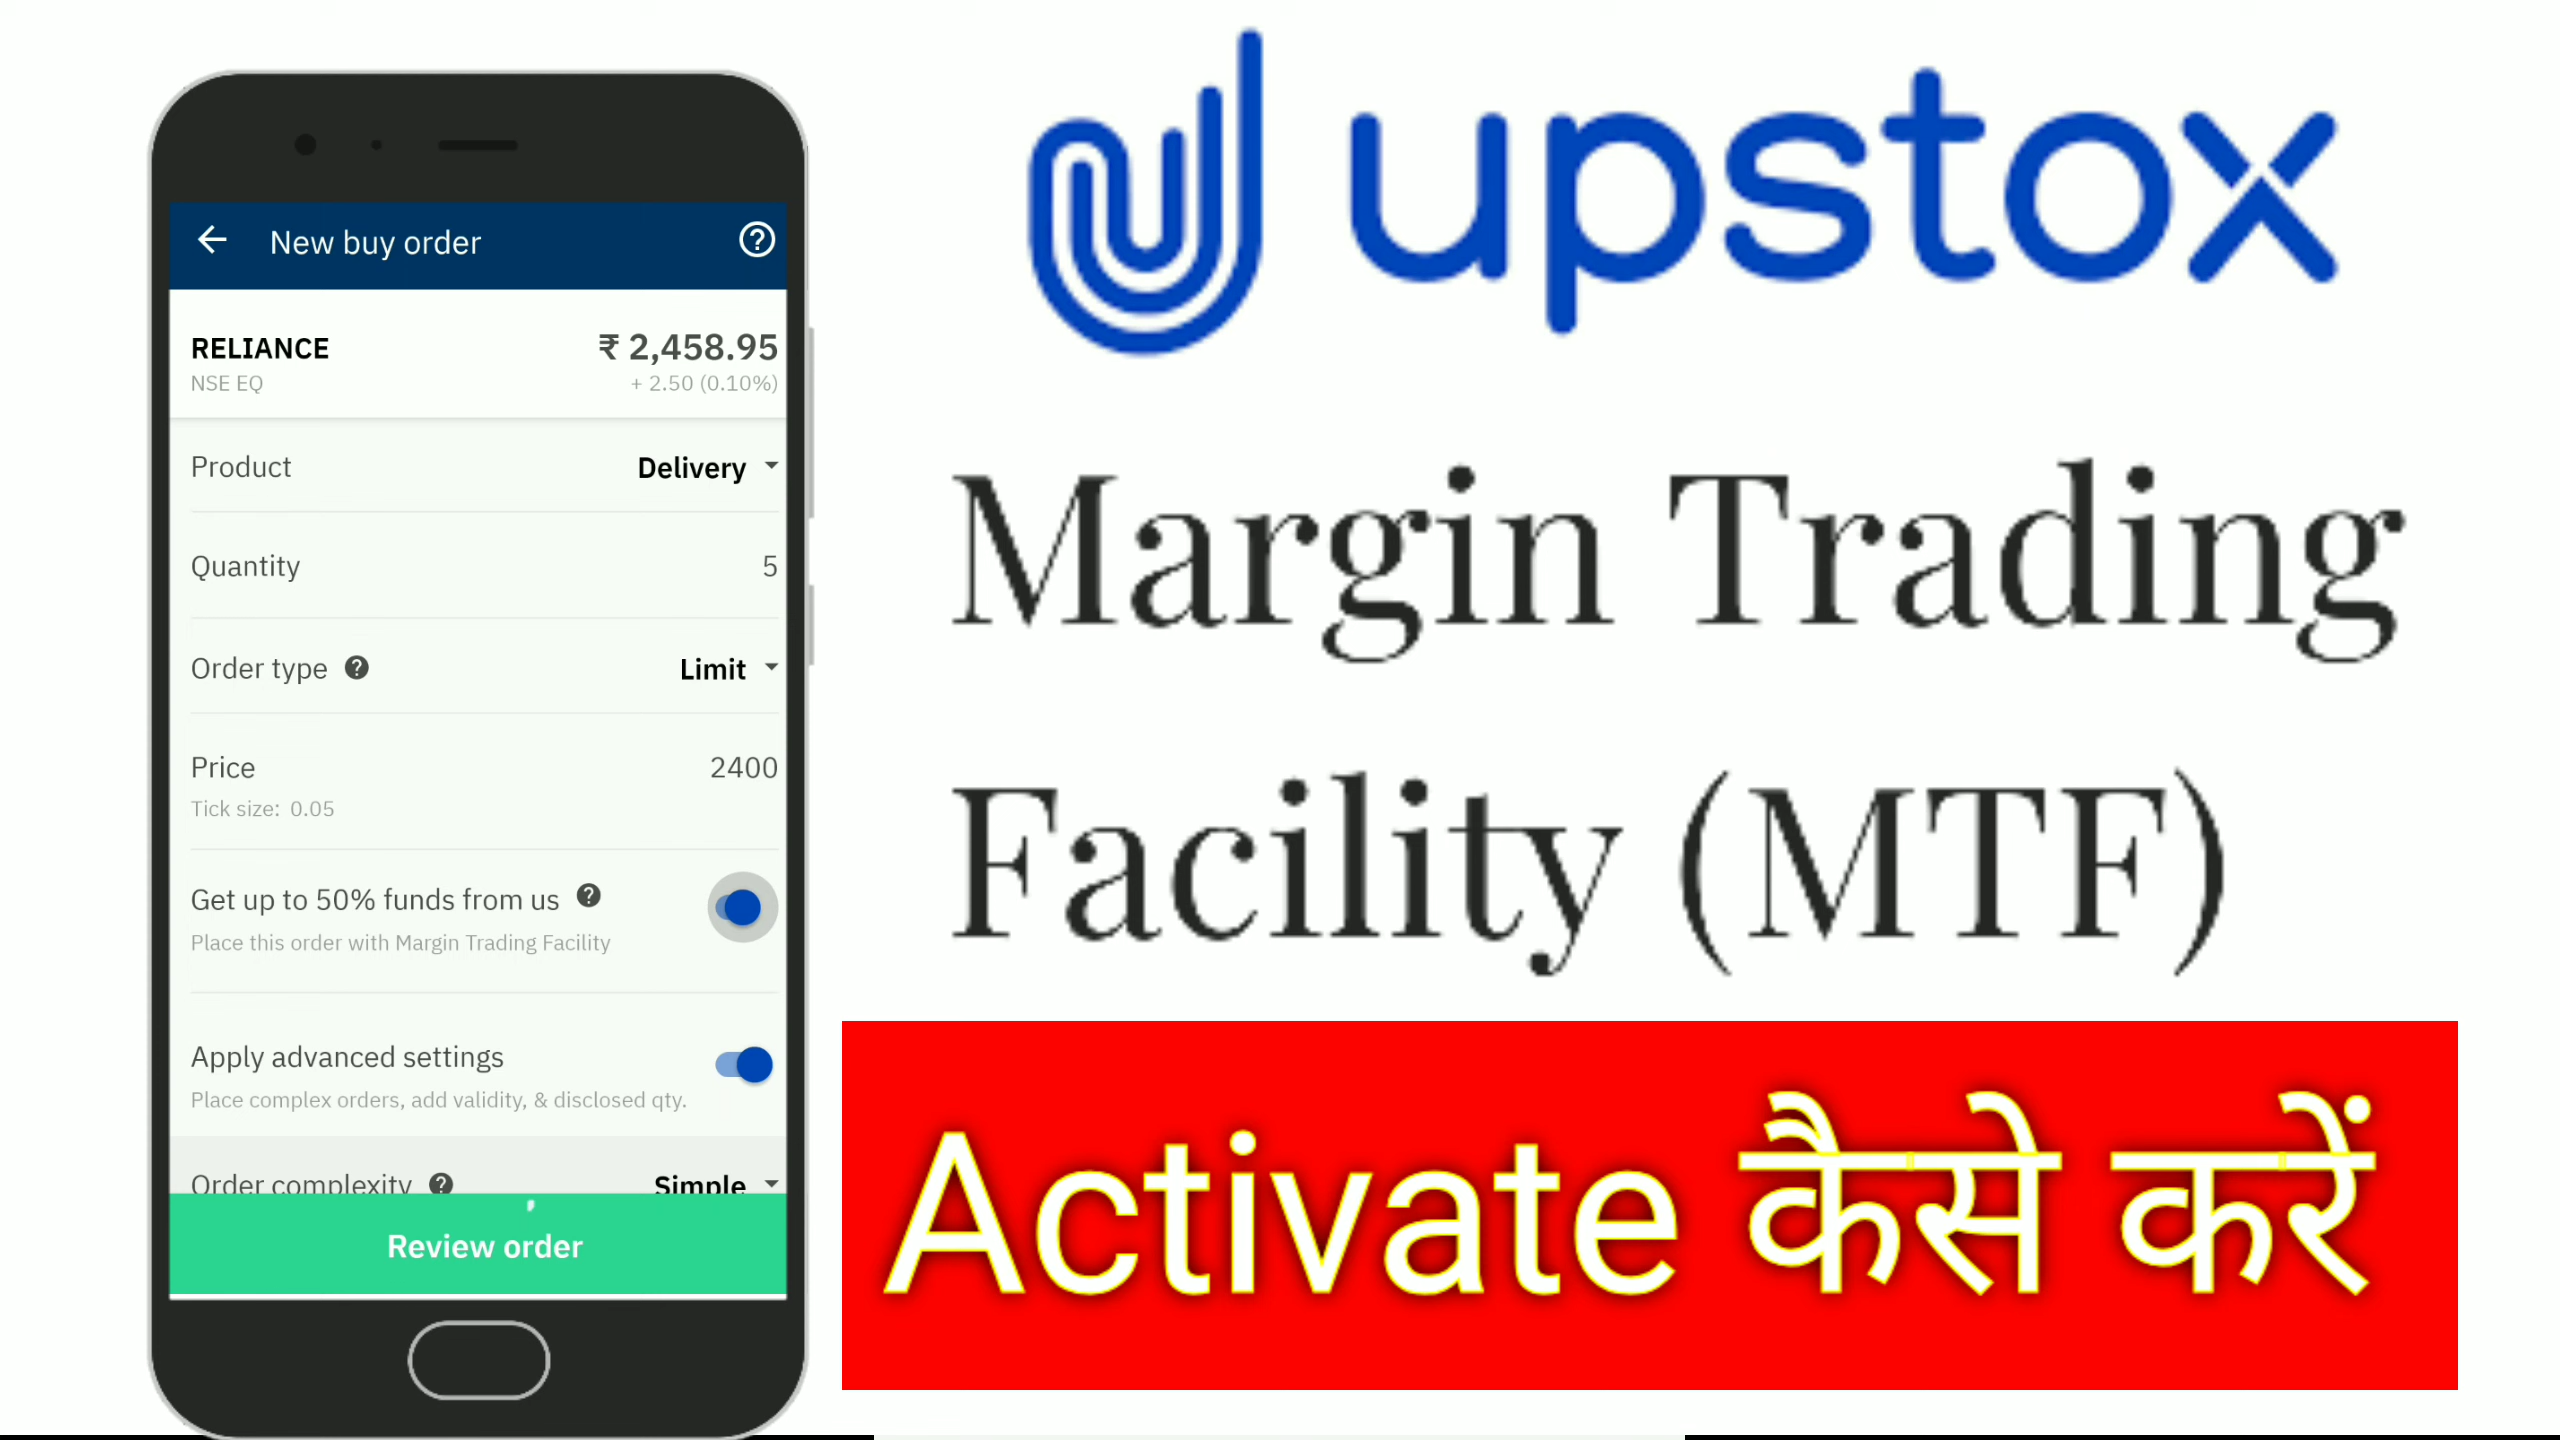 New buy order
RELIANCE
₹ 2,458.95
NSE EQ
+ 2.50 (0.10%)
Product
Delivery
Quantity
5
Order type
Limit
Price
2400
Tick size: 0.05
Get up to 50% funds from us
Place this order with Margin Trading Facility
Apply advanced settings
Place complex orders, add validity, & disclosed qty.
Order complexity
Simple
Review order
upstox
Margin Trading
Facility (MTF)
Activate कैसे करें